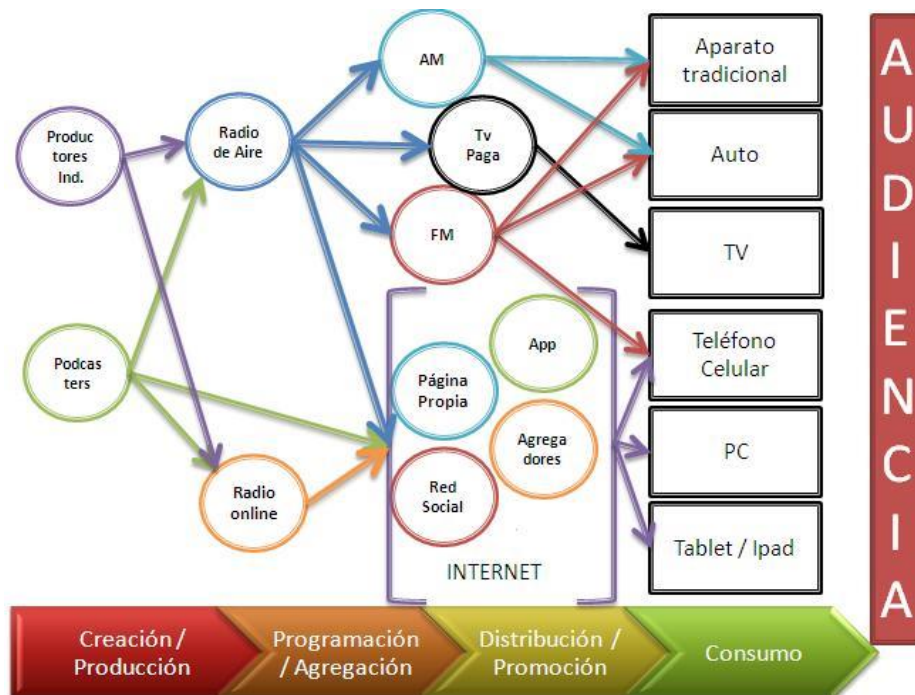 Produc
tores
Ind.
Podcas
ters
Radio
de Aire
Radio
online
AM
Tv
Paga
FM
App
Página
Propia
Agrega
dores
Red
Social
INTERNET
Aparato
tradicional
Auto
TV
Teléfono
Celular
PC
Tablet / Ipad
AUDIENCIA
Creación /
Producción
Programación
/ Agregación
Distribución /
Promoción
Consumo